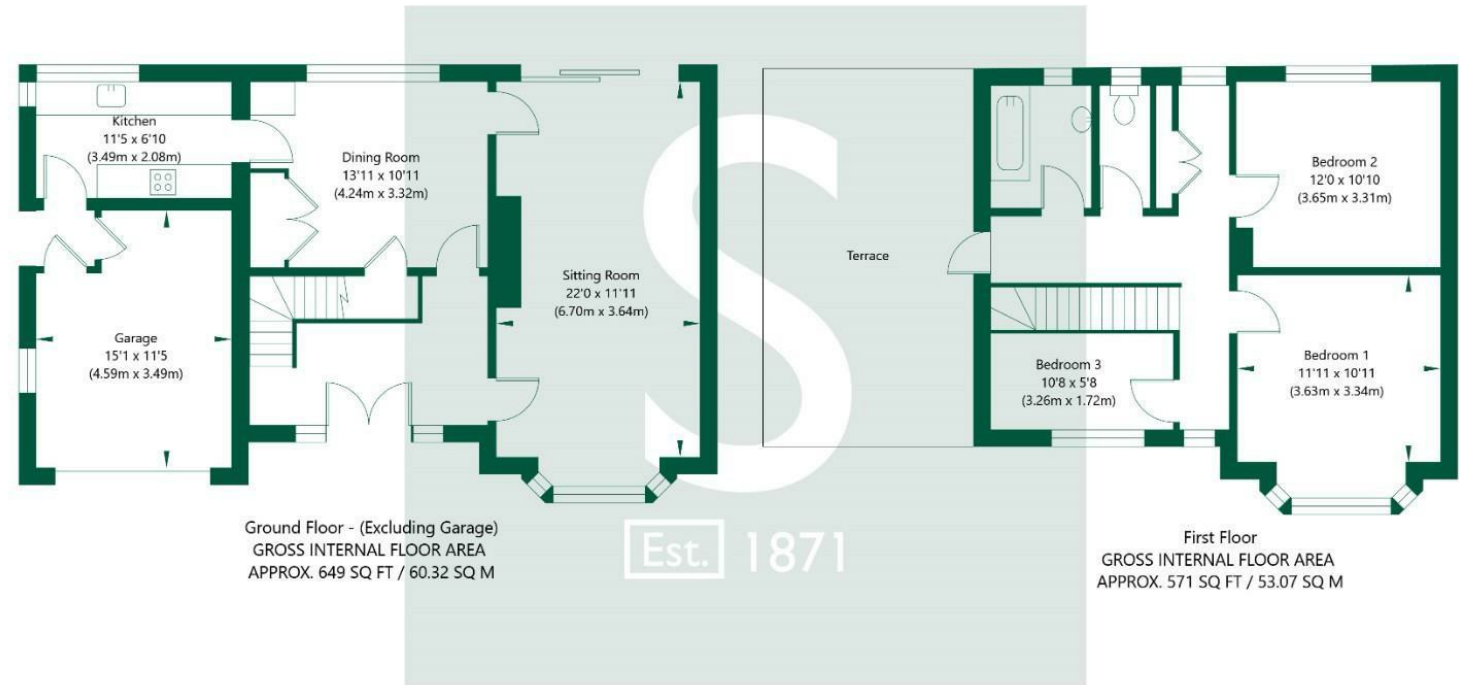 Kitchen
11'5 x 6'10
(3.49m x 2.08m)
Dining Room
13'11 x 10'11
(4.24m x 3.32m)
Sitting Room
22'0 x 11'11
(6.70m x 3.64m)
Garage
15'1 x 11'5
(4.59m x 3.49m)
Ground Floor - (Excluding Garage)
GROSS INTERNAL FLOOR AREA
APPROX. 649 SQ FT / 60.32 SQ M
S
Est. 1871
Terrace
Bedroom 2
12'0 x 10'10
(3.65m x 3.31m)
Bedroom 3
10'8 x 5'8
(3.26m x 1.72m)
Bedroom 1
11'11 x 10'11
(3.63m x 3.34m)
First Floor
GROSS INTERNAL FLOOR AREA
APPROX. 571 SQ FT / 53.07 SQ M